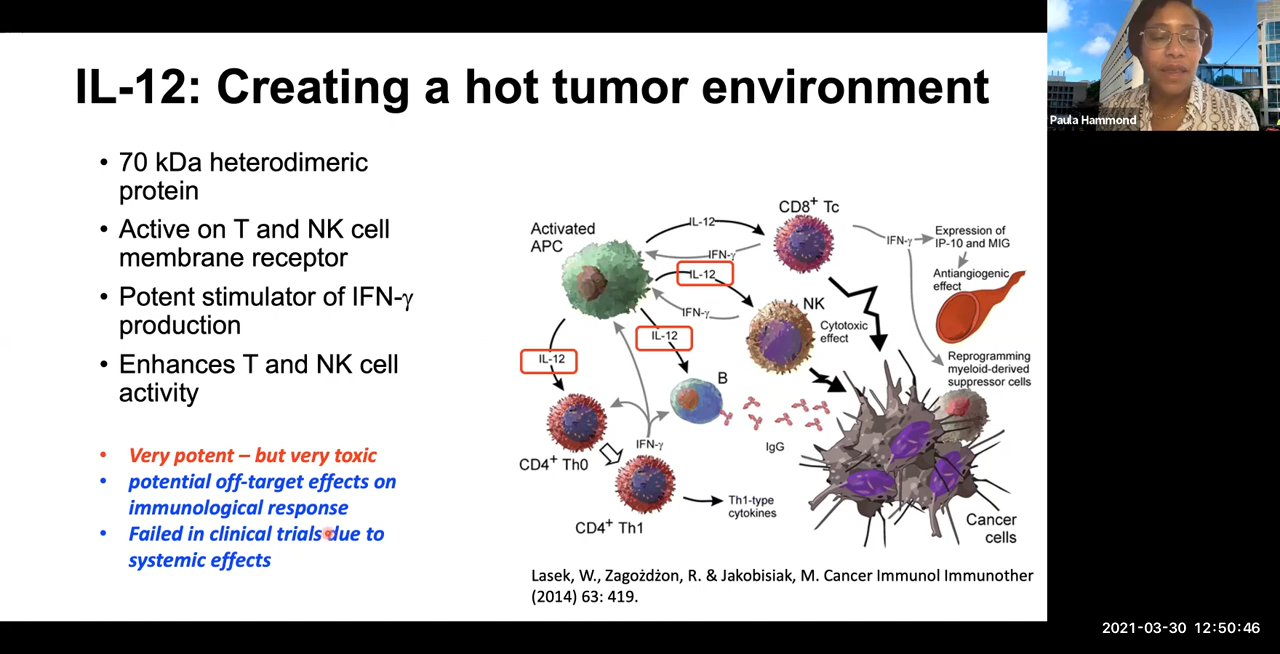 IL-12: Creating a hot tumor environment
• 70 kDa heterodimeric
protein
• Active on T and NK cell
membrane receptor
• Potent stimulator of IFN-γ
production
• Enhances T and NK cell
activity
• Very potent – but very toxic
• potential off-target effects on
immunological response
• Failed in clinical trials due to
systemic effects
Activated
APC
IL-12
IFN-γ
CD8+ Tc
IFN-γ
Expression of
IP-10 and MIG
Antiangiogenic
effect
IL-12
IFN-γ
NK
Cytotoxic
effect
IL-12
IL-12
B
Reprogramming
myeloid-derived
suppressor cells
IFN-γ
IgG
CD4+ Th0
CD4+ Th1
Th1-type
cytokines
Cancer
cells
Lasek, W., Zagożdżon, R. & Jakobisiak, M. Cancer Immunol Immunother
(2014) 63: 419.
Paula Hammond
2021-03-30 12:50:46